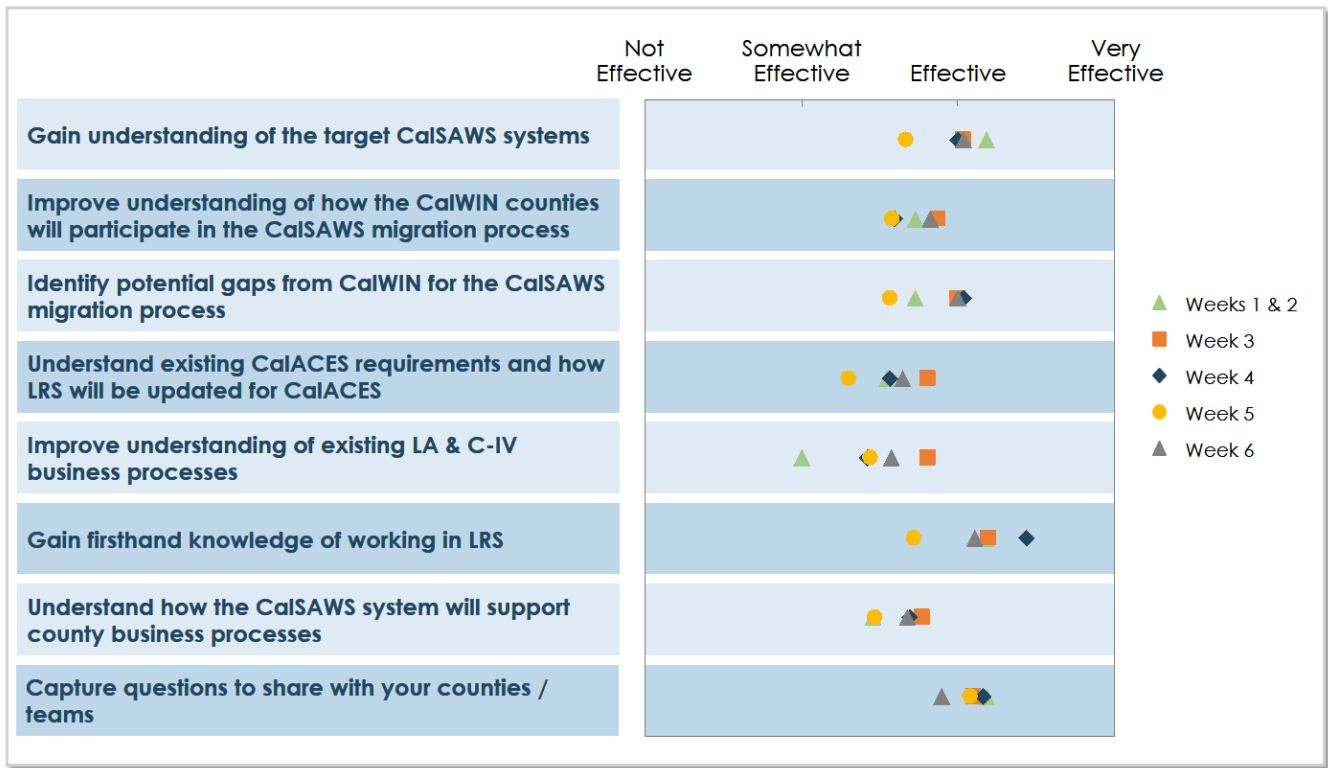 Not
Effective
Somewhat
Effective
Effective
Very
Effective
Gain understanding of the target CalSAWS systems
Improve understanding of how the CalWIN counties
will participate in the CalSAWS migration process
Identify potential gaps from CalWIN for the CalSAWS
migration process
Understand existing CalACES requirements and how
LRS will be updated for CalACES
Improve understanding of existing LA & C-IV
business processes
Gain firsthand knowledge of working in LRS
Understand how the CalSAWS system will support
county business processes
Capture questions to share with your counties /
teams
Weeks 1 & 2
Week 3
Week 4
Week 5
Week 6